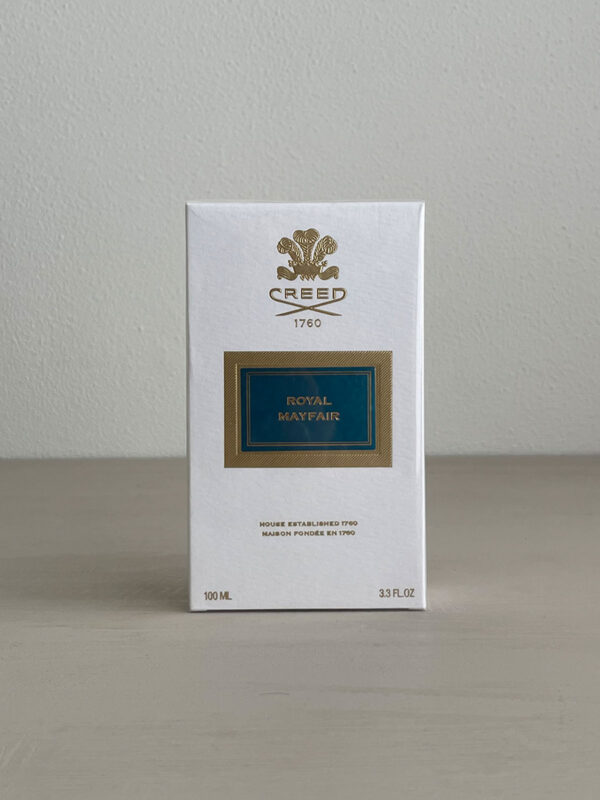 CREED
1760
ROYAL
MAYFAIR
HOUSE ESTABLISHED 1760
MAISON FONDÉE EN 1760
100 ML
3.3 FL.OZ